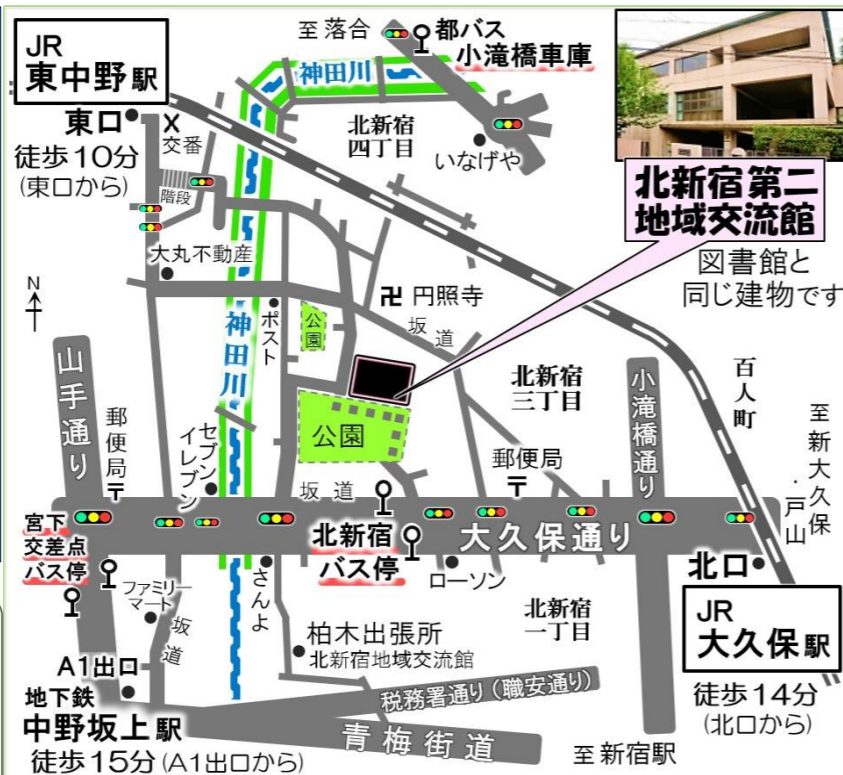 JR
東中野駅
東口
徒歩10分
(東口から)
X
交番
階段
至落合
都バス
小滝橋車庫
神田川
北新宿
四丁目
いなげや
北新宿第二
地域交流館
図書館と
同じ建物です
大丸不動産
N
卍 円照寺
坂道
ポスト
公園
神田川
山手通り
郵便局
〒
セブン
イレブン
公園
北新宿
三丁目
小滝橋通り
百人町
至新大久保
・戸山
坂道
郵便局
〒
宮下
交差点
バス停
北新宿
バス停
大久保通り
北口
ファミリー
マート
坂道
さんよ
ローソン
北新宿
一丁目
JR
大久保駅
徒歩14分
(北口から)
柏木出張所
北新宿地域交流館
A1出口
地下鉄
中野坂上駅
徒歩15分(A1出口から)
税務署通り(職安通り)
青梅街道
至新宿駅